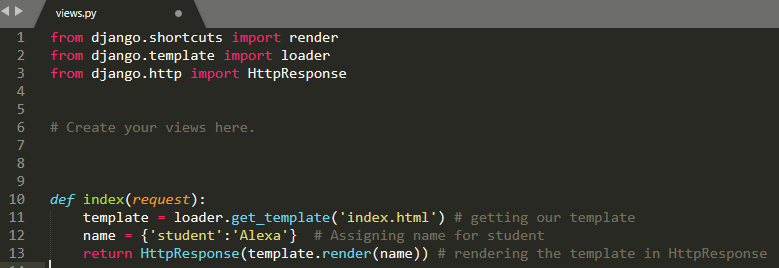 views.py
1 from django.shortcuts import render
2 from django.template import loader
3 from django.http import HttpResponse
4
5
6 # Create your views here.
7
8
9
10 def index(request):
11     template = loader.get_template('index.html') # getting our template
12     name = {'student':'Alexa'}  # Assigning name for student
13     return HttpResponse(template.render(name)) # rendering the template in HttpResponse